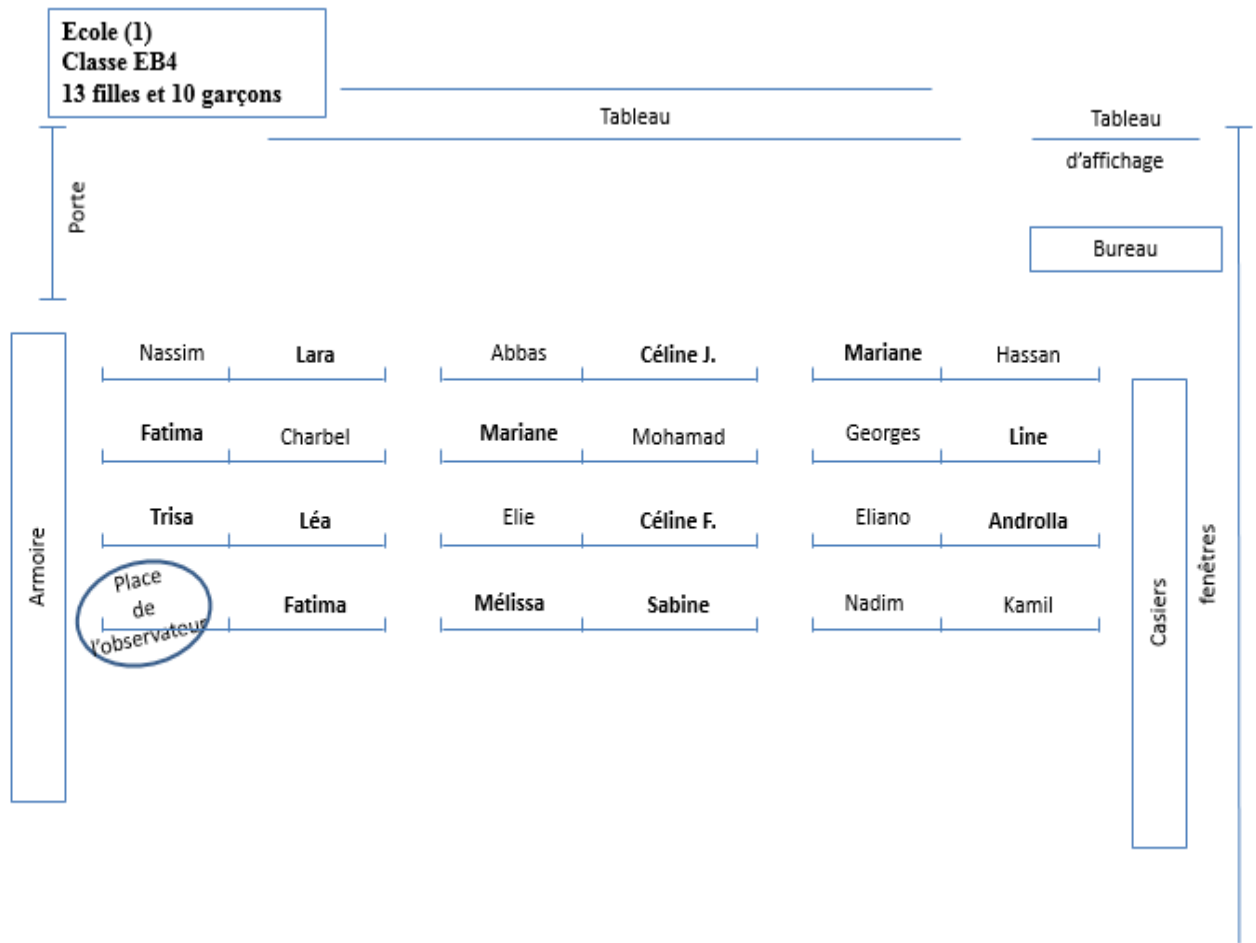 Ecole (1)
Classe EB4
13 filles et 10 garçons
Tableau
Tableau
d'affichage
Porte
Bureau
Nassim Lara Abbas Céline J. Mariane Hassan
Fatima Charbel Mariane Mohamad Georges Line
Trisa Léa Elie Céline F. Eliano Androlla
Place
de
l'observateur
Fatima Mélissa Sabine Nadim Kamil
Armoire
Casiers
fenêtres